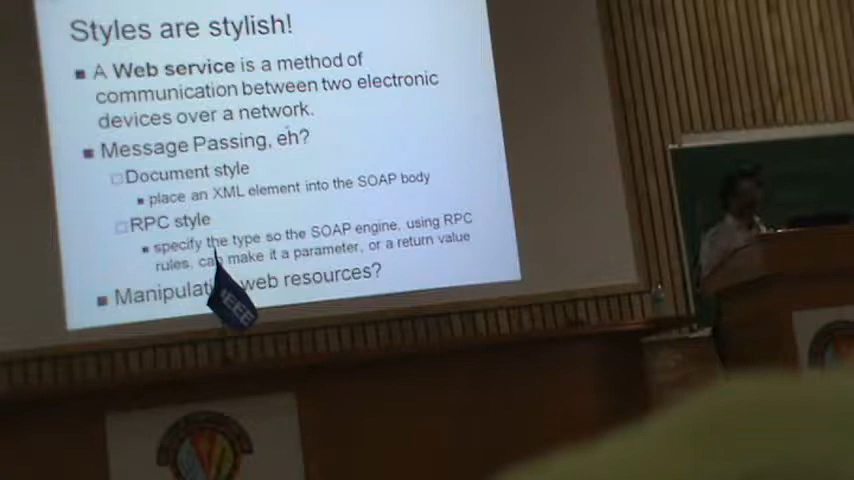 Styles are stylish!
A Web service is a method of
communication between two electronic
devices over a network.
Message Passing, eh?
Document style
place an XML element into the SOAP body
RPC style
specify the type so the SOAP engine, using RPC
rules, can make it a parameter, or a return value
web resources?
IEEE